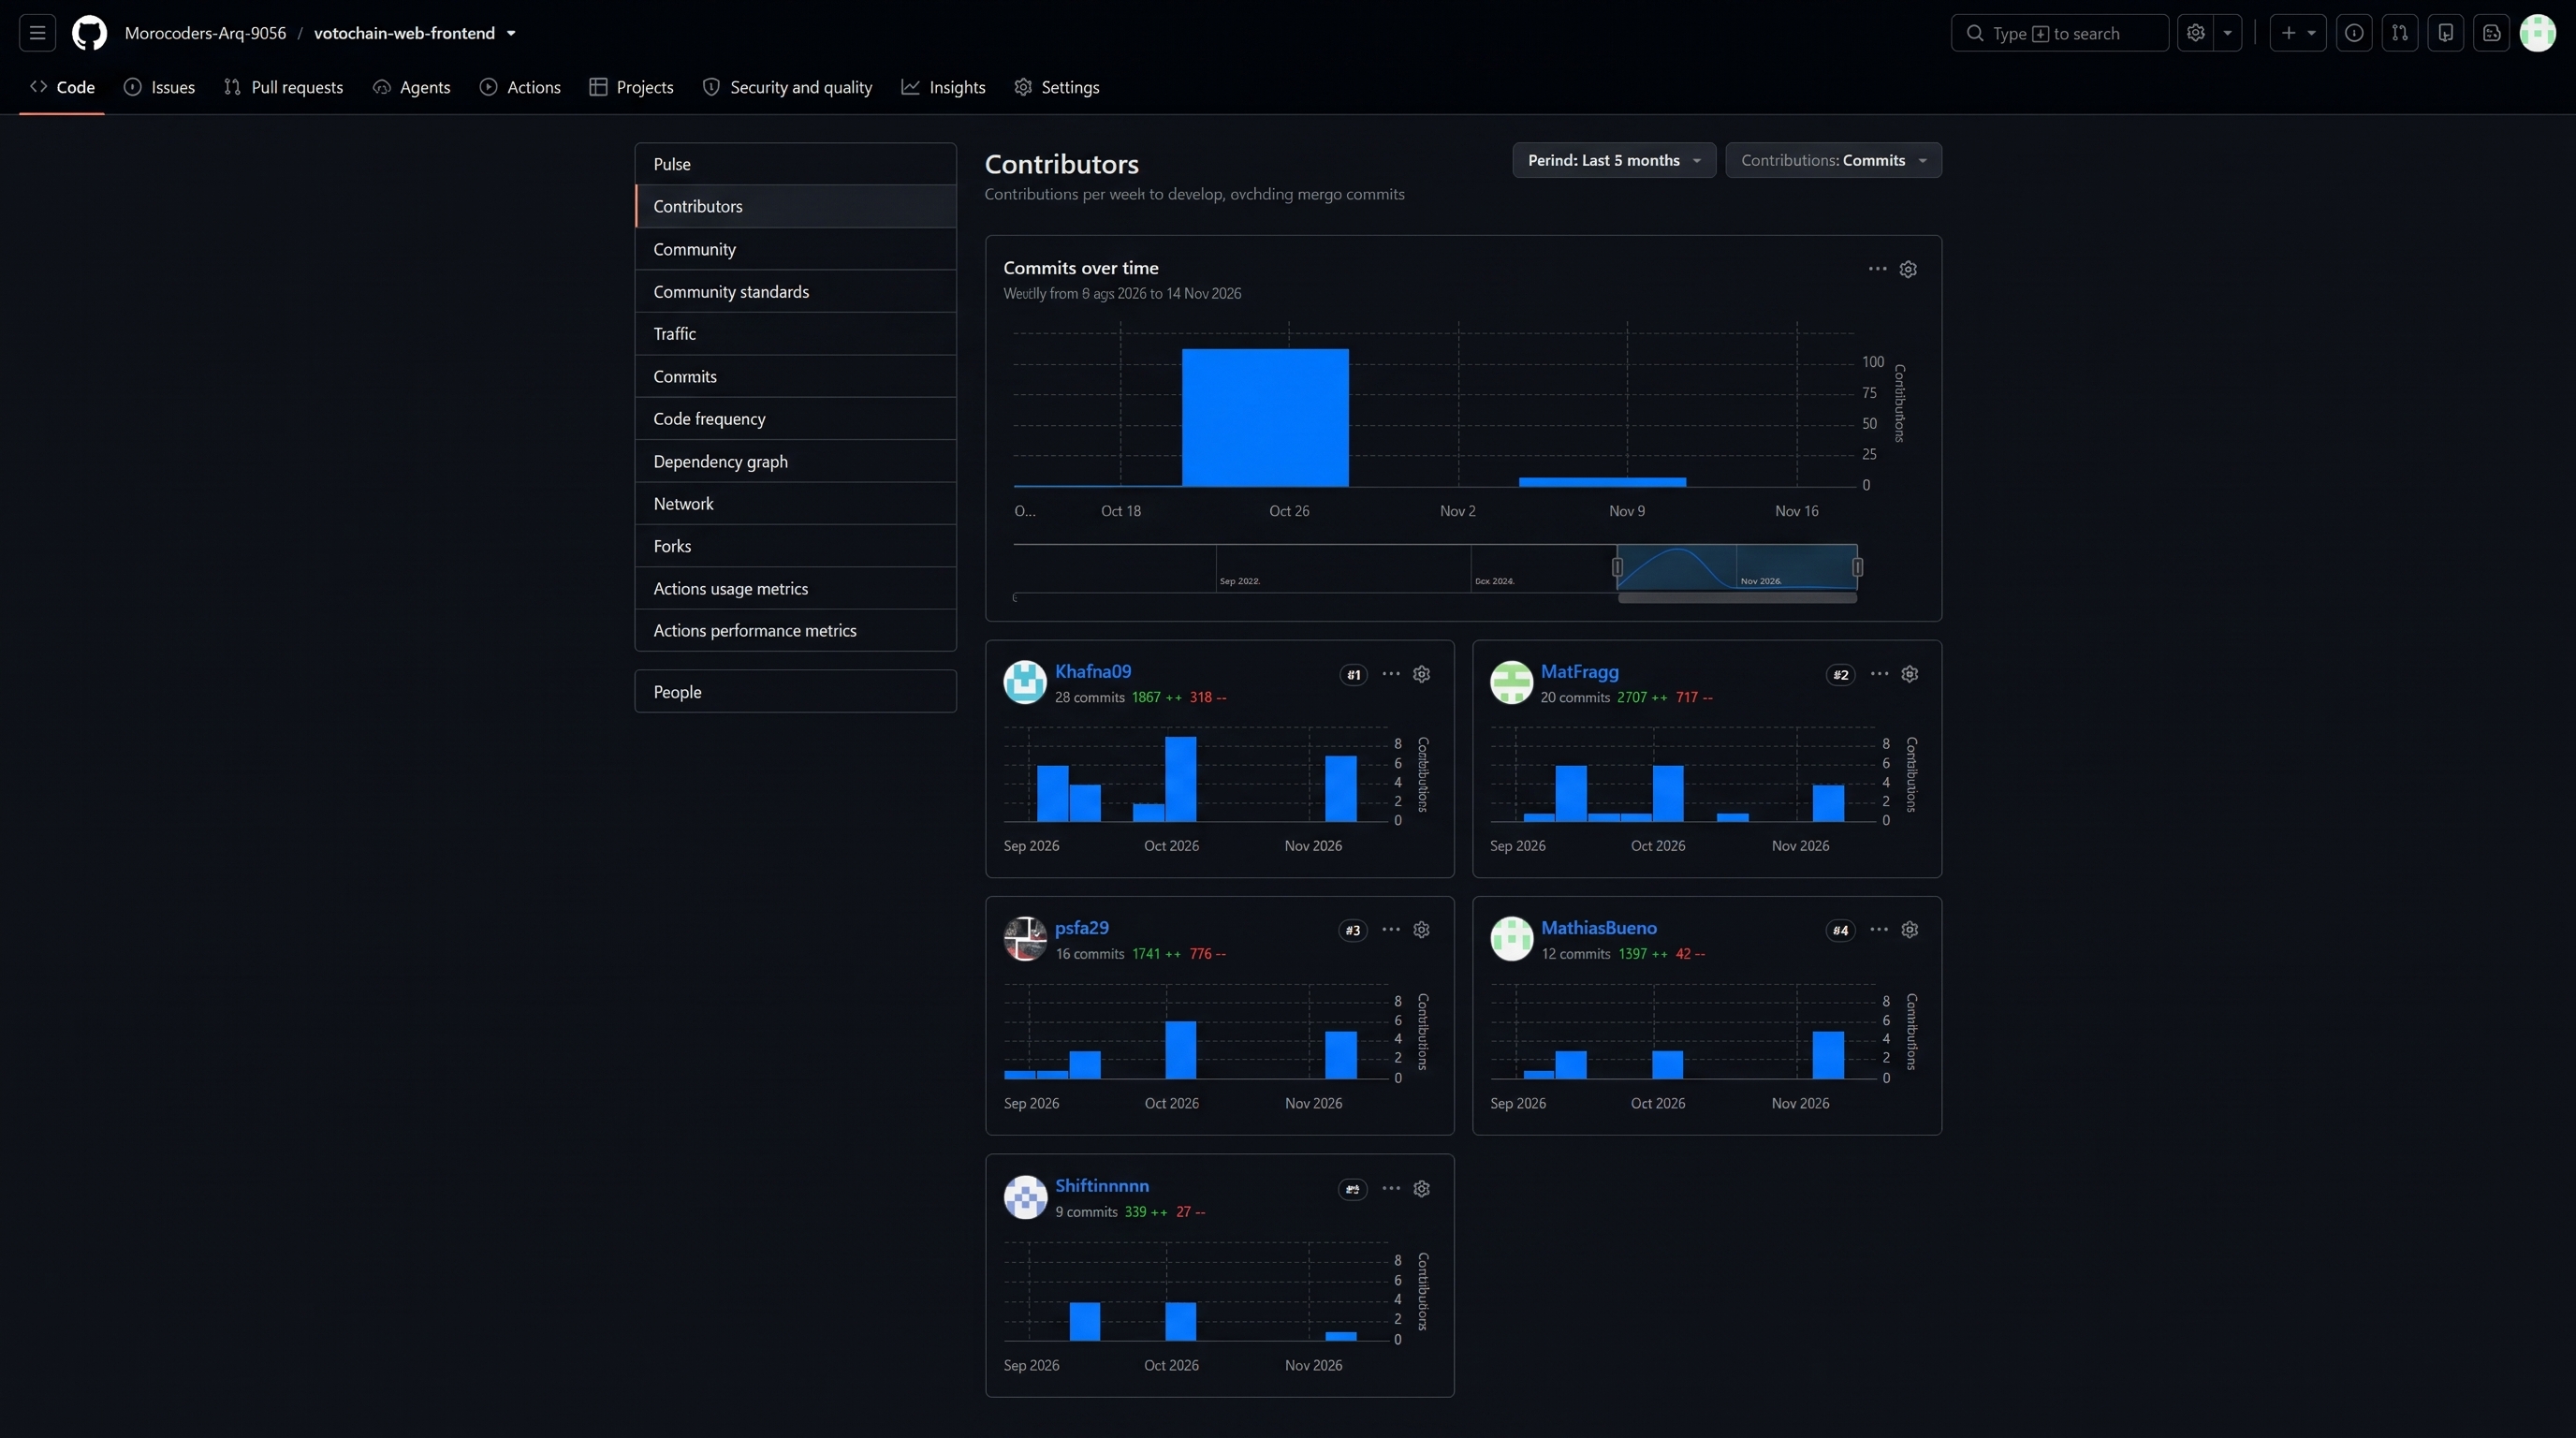 Morocoders-Arq-9056 / votochain-web-frontend
Type + to search
Code Issues Pull requests Agents Actions Projects Security and quality Insights Settings
Pulse
Contributors
Community
Community standards
Traffic
Conmits
Code frequency
Dependency graph
Network
Forks
Actions usage metrics
Actions performance metrics
People
Contributors
Perind: Last 5 months
Contributions: Commits
Contributions per week to develop, ovchding mergo commits
Commits over time
from 8 ags 2026 to 14 Nov 2026
100
75
50
25
0
Contributions
O... Oct 18 Oct 26 Nov 2 Nov 9 Nov 16
Sep 2022. Dcx 2024. Nov 2026.
Khafna09
#1
28 commits 1867 ++ 318 --
8
6
4
2
0
Contributions
Sep 2026 Oct 2026 Nov 2026
MatFragg
#2
20 commits 2707 ++ 717 --
8
6
4
2
0
Contributions
Sep 2026 Oct 2026 Nov 2026
psfa29
#3
16 commits 1741 ++ 776 --
8
6
4
2
0
Contributions
Sep 2026 Oct 2026 Nov 2026
MathiasBueno
#4
12 commits 1397 ++ 42 --
8
6
4
2
0
Sep 2026 Oct 2026 Nov 2026
Shiftinnnnn
9 commits 339 ++ 27 --
8
6
4
2
0
Sep 2026 Oct 2026 Nov 2026